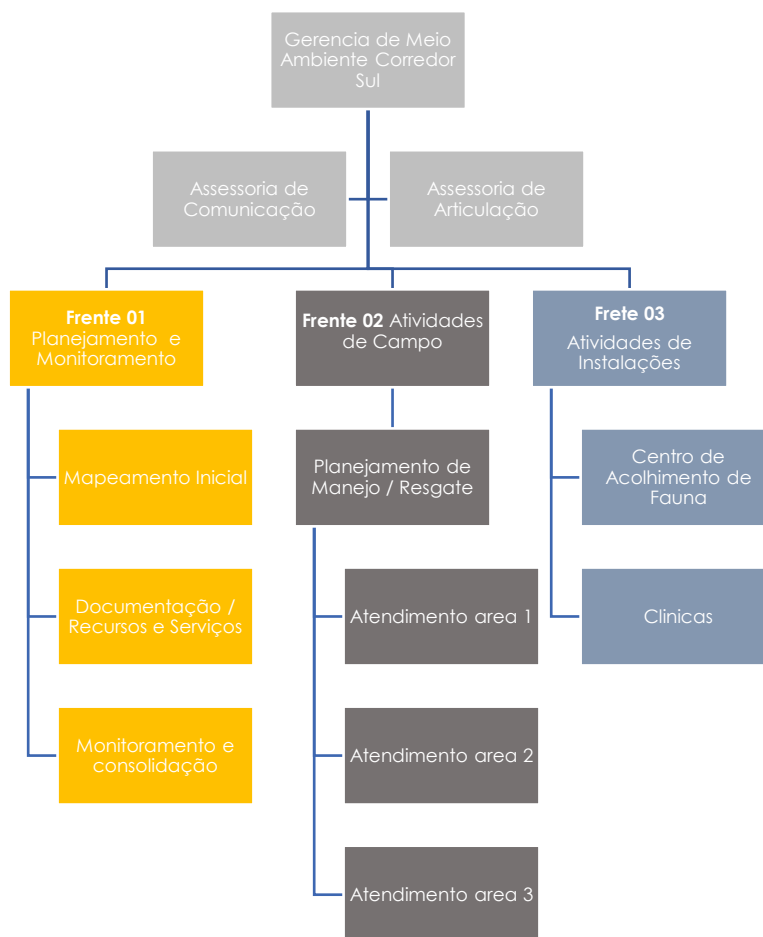 Gerencia de Meio
Ambiente Corredor
Sul
Assessoria de
Comunicação
Assessoria de
Articulação
Frente 01
Planejamento e
Monitoramento
Frente 02 Atividades
de Campo
Frete 03
Atividades de
Instalações
Mapeamento Inicial
Planejamento de
Manejo / Resgate
Centro de
Acolhimento de
Fauna
Documentação /
Recursos e Serviços
Atendimento area 1
Clinicas
Monitoramento e
consolidação
Atendimento area 2
Atendimento area 3